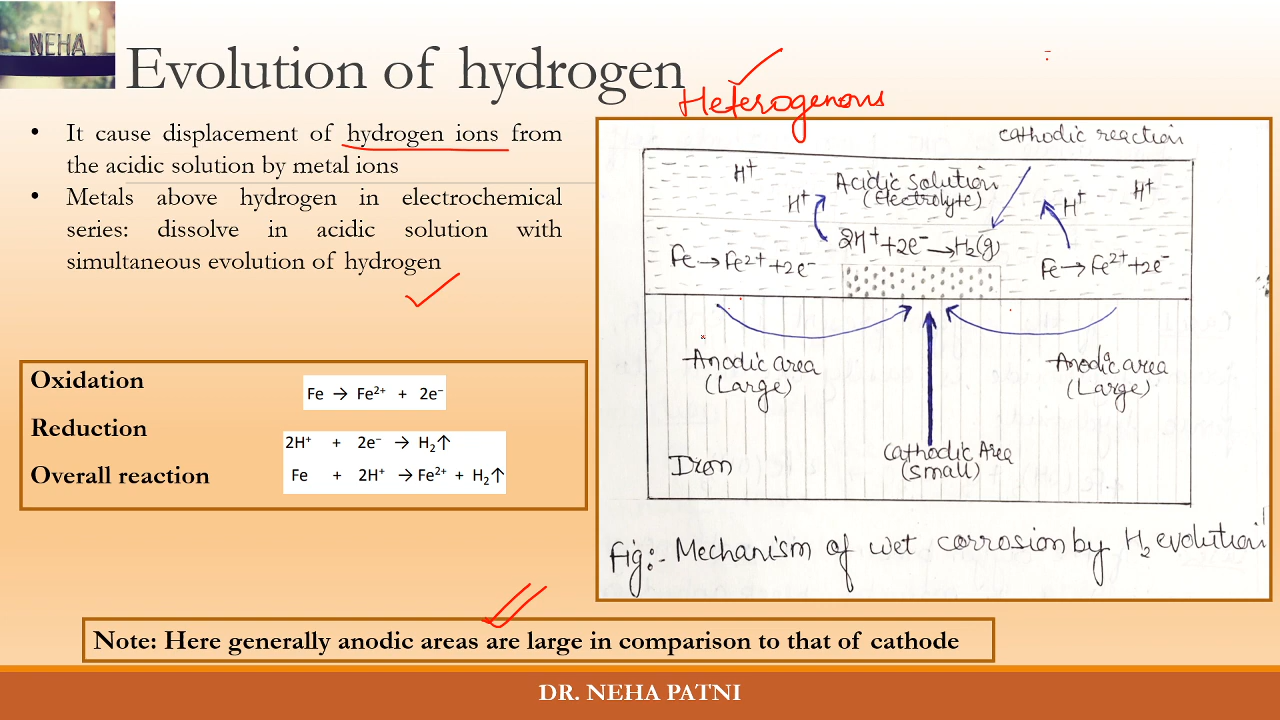 NEHA
Evolution of hydrogen
Heterogenous
• It cause displacement of hydrogen ions from
the acidic solution by metal ions
• Metals above hydrogen in electrochemical
series: dissolve in acidic solution with
simultaneous evolution of hydrogen
Oxidation
Fe → Fe²⁺ + 2e⁻
Reduction
2H⁺ + 2e⁻ → H₂↑
Overall reaction
Fe + 2H⁺ → Fe²⁺ + H₂↑
cathodic reaction
H⁺
Acidic solution
(Electrolyte)
H⁺
H⁺
H⁺
2H⁺+2e⁻→H₂(g)
Fe→Fe²⁺+2e⁻
Fe→Fe²⁺+2e⁻
Anodic area
(Large)
Anodic area
(Large)
Cathodic Area
(small)
Iron
Fig:- Mechanism of wet corrosion by H₂ evolution
Note: Here generally anodic areas are large in comparison to that of cathode
DR. NEHA PATNI